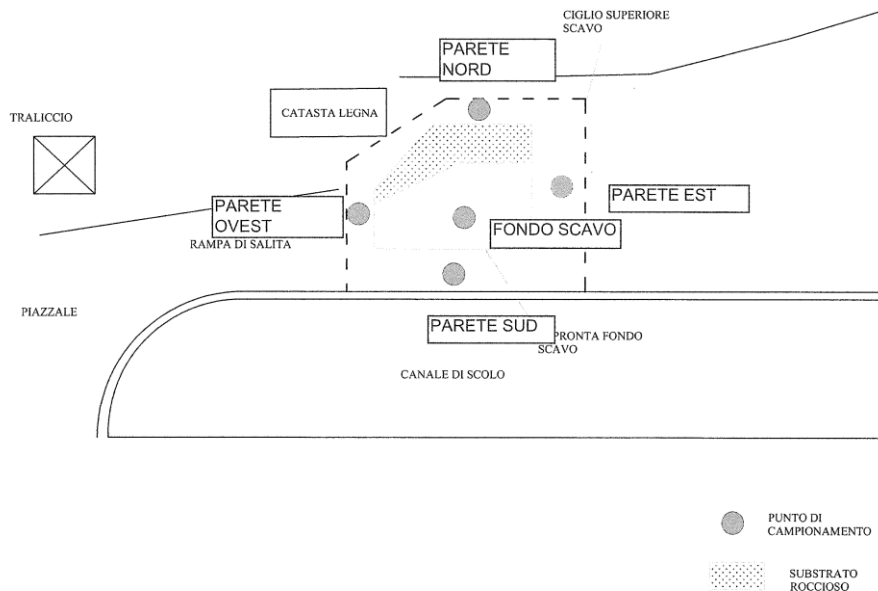 CIGLIO SUPERIORE
SCAVO
PARETE
NORD
CATASTA LEGNA
TRALICCIO
PARETE EST
PARETE
OVEST
FONDO SCAVO
RAMPA DI SALITA
PIAZZALE
PARETE SUD
PRONTA FONDO
SCAVO
CANALE DI SCOLO
PUNTO DI
CAMPIONAMENTO
SUBSTRATO
ROCCIOSO